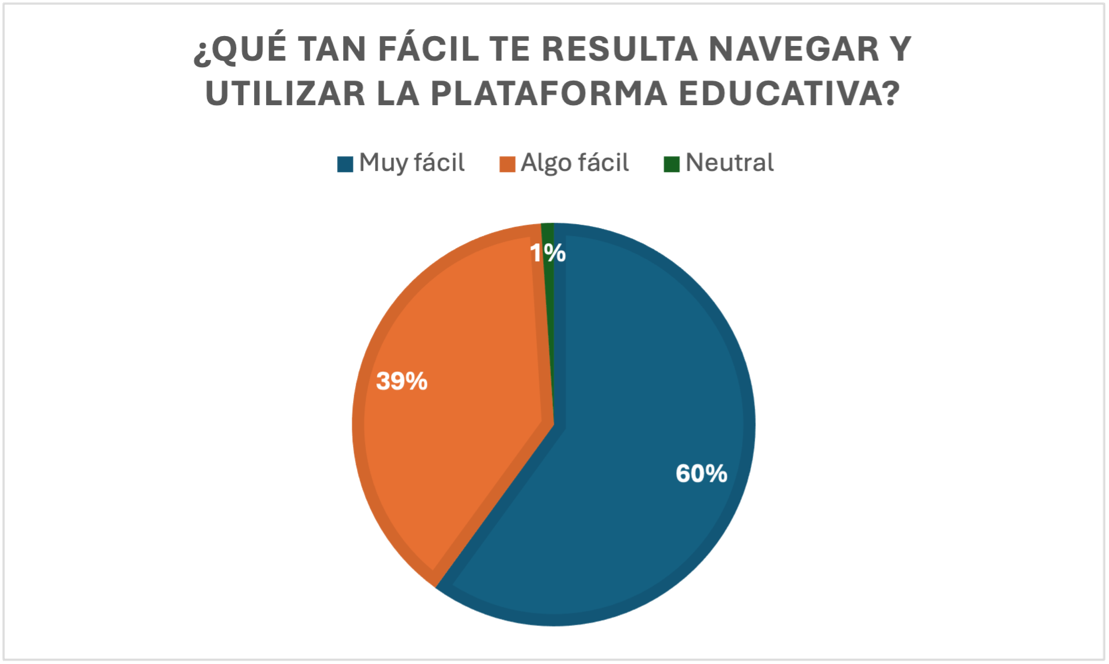 ¿QUÉ TAN FÁCIL TE RESULTA NAVEGAR Y
UTILIZAR LA PLATAFORMA EDUCATIVA?
Muy fácil Algo fácil Neutral
1%
39%
60%